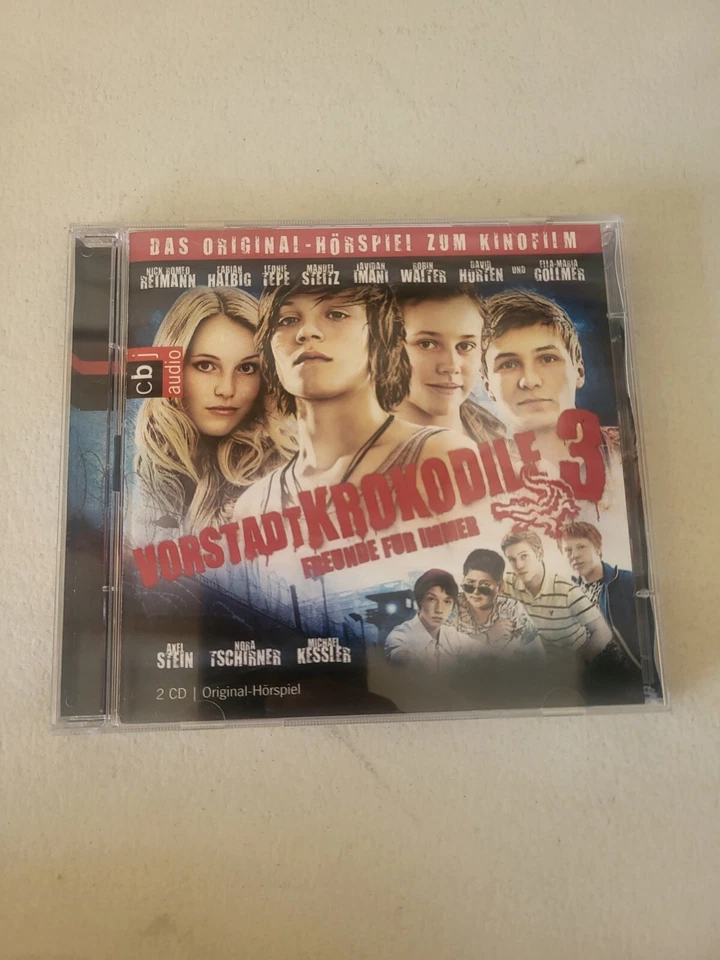 DAS ORIGINAL-HÖRSPIEL ZUM KINOFILM
NICK ROMEO REIMANN FABIAN HALBIG LEONIE TEPE MANUEL STEITZ JAVIDAN IMANI ROBIN WALTER DAVID HÜRTEN UND ELLA-MARIA GOLLMER
cbj audio
VORSTADTKROKODILE 3
FREUNDE FÜR IMMER
AXEL STEIN NORA TSCHIRNER MICHAEL KESSLER
2 CD | Original-Hörspiel